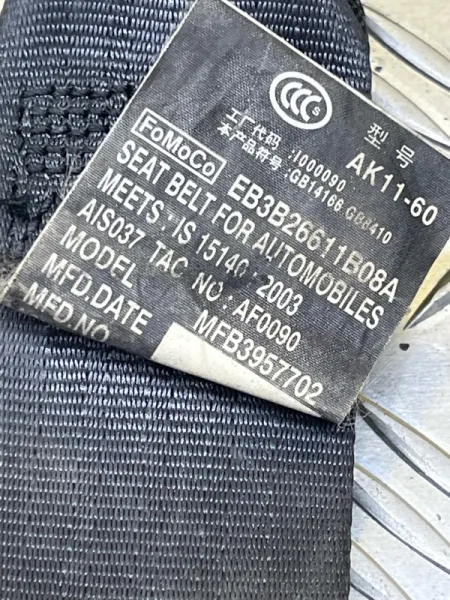 CCC S
型号
AK11-60
工厂代码 : I000090
本产品符号 : GB14166 GB8410
FoMoCo
EB3B26611B08A
SEAT BELT FOR AUTOMOBILES
MEETS : IS 15140 : 2003
AIS037 TAC NO : AF0090
MODEL
MFD.DATE
MFD.NO
MFB3957702